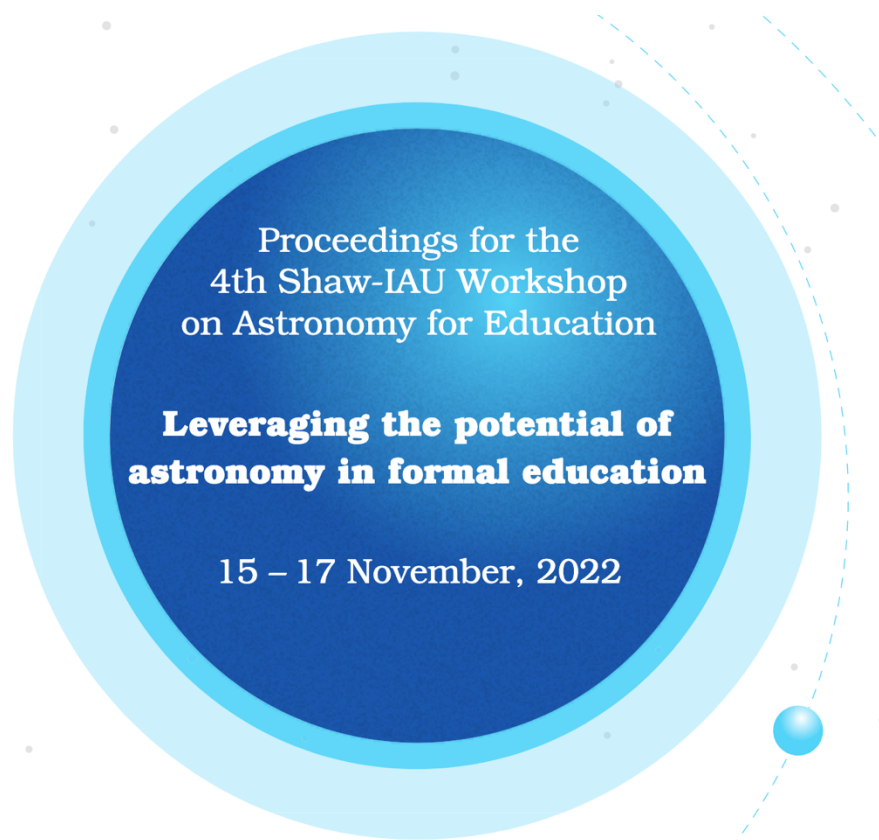 Proceedings for the
4th Shaw-IAU Workshop
on Astronomy for Education
Leveraging the potential of
astronomy in formal education
15 – 17 November, 2022